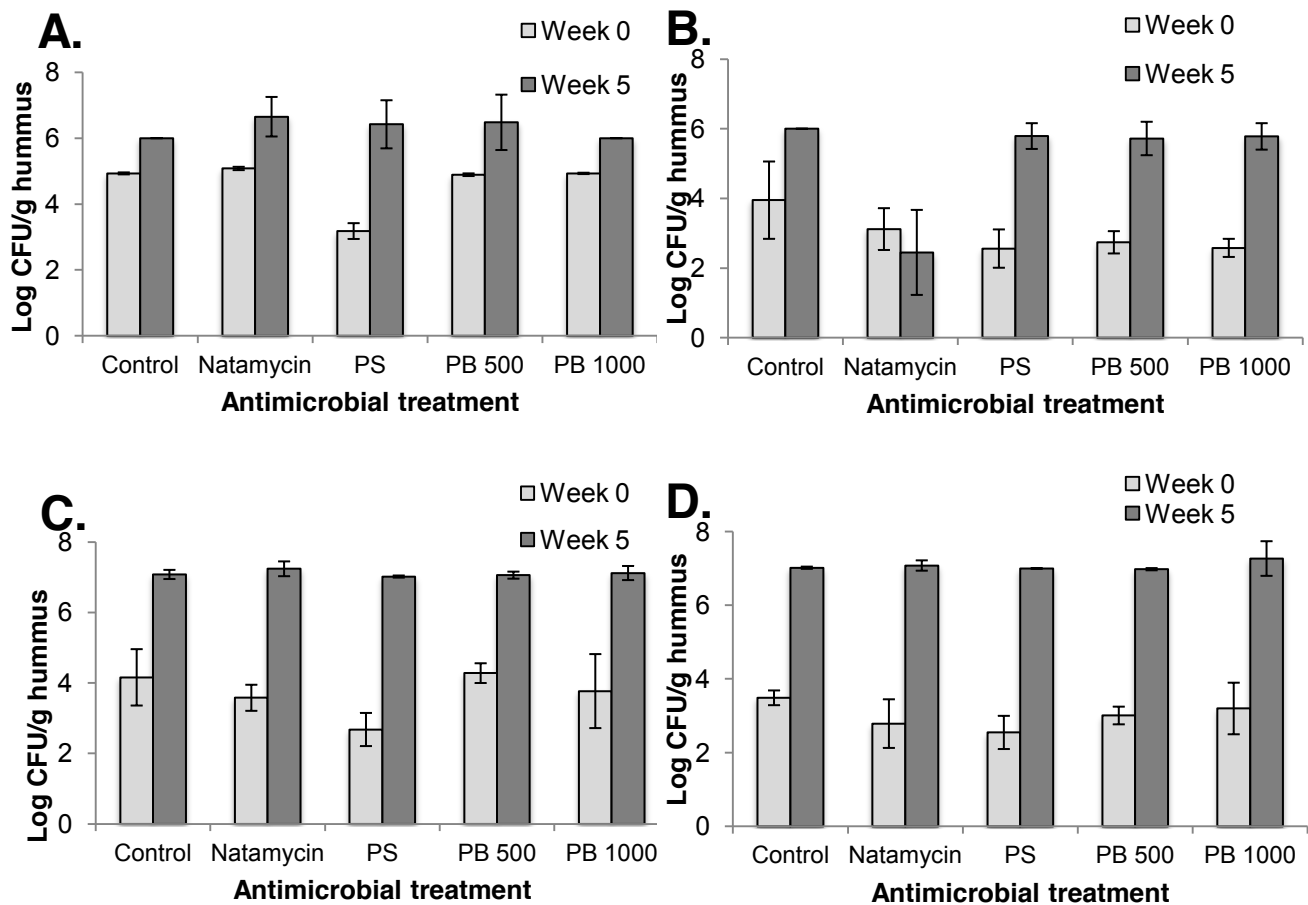 A.
Week 0
Week 5
Log CFU/g hummus
8
6
4
2
0
Control Natamycin PS PB 500 PB 1000
Antimicrobial treatment
B.
Week 0
Week 5
Log CFU/g hummus
8
6
4
2
0
Control Natamycin PS PB 500 PB 1000
Antimicrobial treatment
C.
Week 0
Week 5
Log CFU/g hummus
8
6
4
2
0
Control Natamycin PS PB 500 PB 1000
Antimicrobial treatment
D.
Week 0
Week 5
Log CFU/g hummus
8
6
4
2
0
Control Natamycin PS PB 500 PB 1000
Antimicrobial treatment